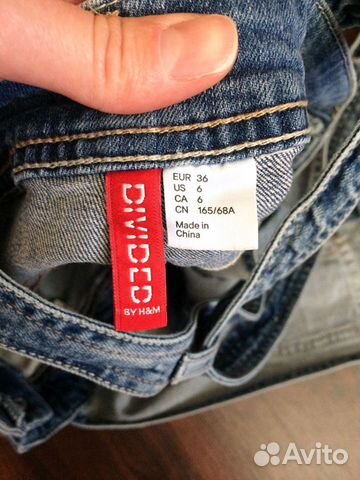 EUR 36
US 6
CA 6
CN 165/68A
Made in
China
DIVIDED
BY H&M
Avito